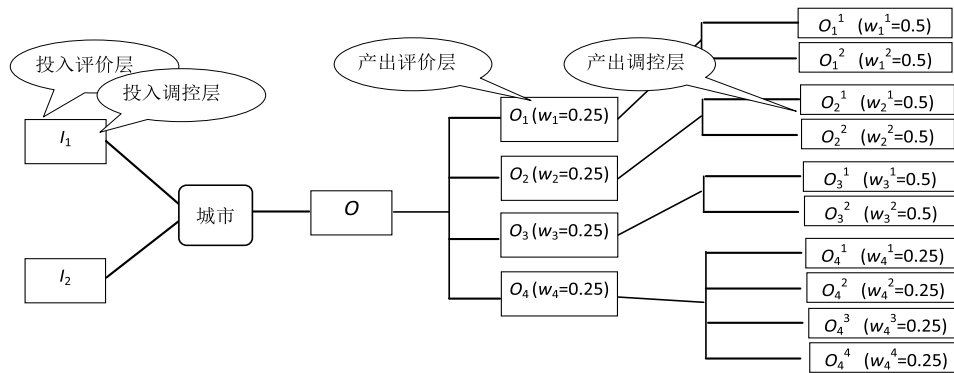 投入评价层
投入调控层
I₁
I₂
城市
O
产出评价层
产出调控层
O₁ (w₁=0.25)
O₂ (w₂=0.25)
O₃ (w₃=0.25)
O₄ (w₄=0.25)
O₁¹ (w₁¹=0.5)
O₁² (w₁²=0.5)
O₂¹ (w₂¹=0.5)
O₂² (w₂²=0.5)
O₃¹ (w₃¹=0.5)
O₃² (w₃²=0.5)
O₄¹ (w₄¹=0.25)
O₄² (w₄²=0.25)
O₄³ (w₄³=0.25)
O₄⁴ (w₄⁴=0.25)